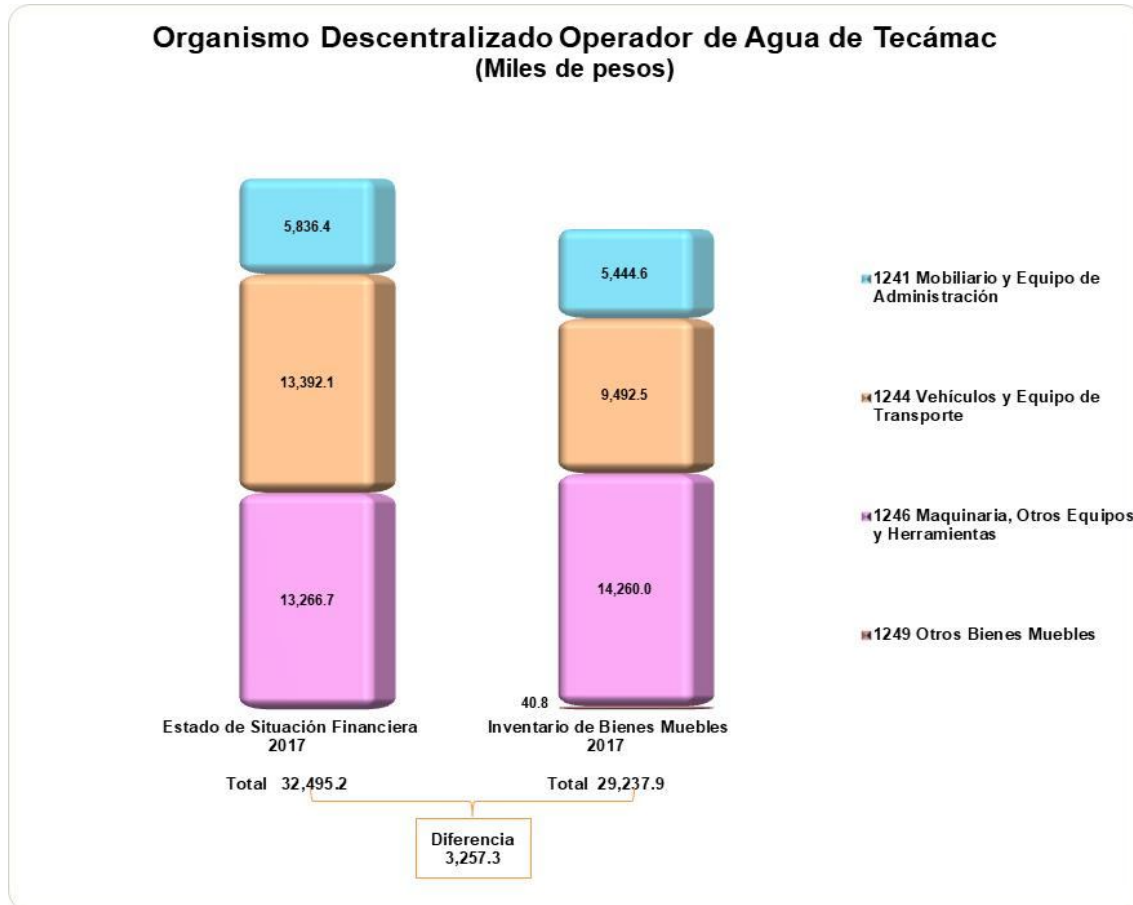 Organismo Descentralizado Operador de Agua de Tecámac
(Miles de pesos)
5,836.4
13,392.1
13,266.7
Estado de Situación Financiera
2017
Total 32,495.2
5,444.6
9,492.5
14,260.0
40.8
Inventario de Bienes Muebles
2017
Total 29,237.9
Diferencia
3,257.3
1241 Mobiliario y Equipo de
Administración
1244 Vehículos y Equipo de
Transporte
1246 Maquinaria, Otros Equipos
y Herramientas
1249 Otros Bienes Muebles